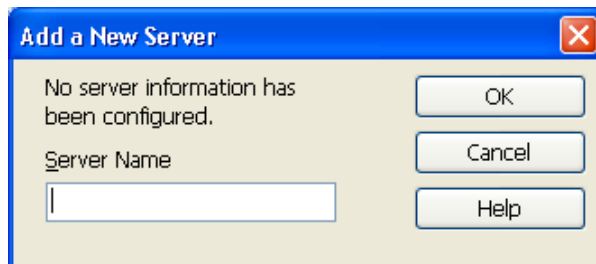 Add a New Server
No server information has
been configured.
OK
Server Name
Cancel
Help